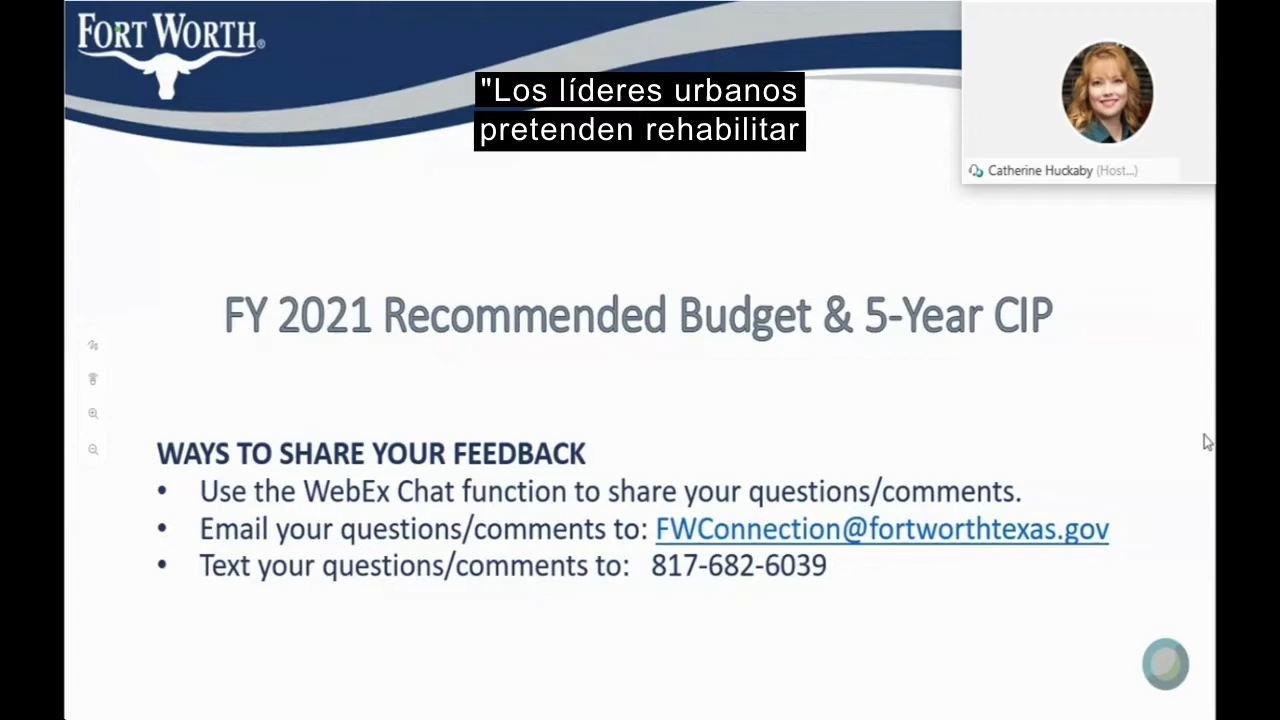 FORT WORTH®
"Los líderes urbanos
pretenden rehabilitar
Catherine Huckaby (Host...)
FY 2021 Recommended Budget & 5-Year CIP
WAYS TO SHARE YOUR FEEDBACK
• Use the WebEx Chat function to share your questions/comments.
• Email your questions/comments to: FWConnection@fortworthtexas.gov
• Text your questions/comments to: 817-682-6039